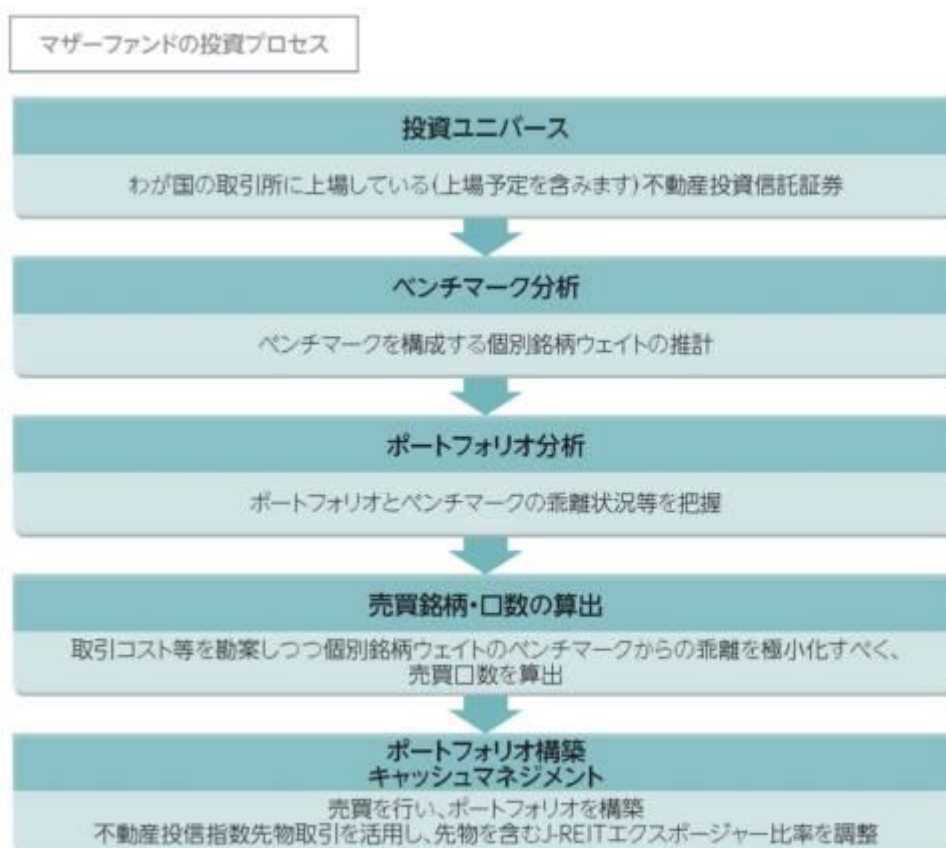 マザーファンドの投資プロセス
投資ユニバース
わが国の取引所に上場している(上場予定を含みます)不動産投資信託証券
ベンチマーク分析
ベンチマークを構成する個別銘柄ウェイトの推計
ポートフォリオ分析
ポートフォリオとベンチマークの乖離状況等を把握
売買銘柄・口数の算出
取引コスト等を勘案しつつ個別銘柄ウェイトのベンチマークからの乖離を極小化すべく、
売買口数を算出
ポートフォリオ構築
キャッシュマネジメント
売買を行い、ポートフォリオを構築
不動産投信指数先物取引を活用し、先物を含むJ-REITエクスポージャー比率を調整